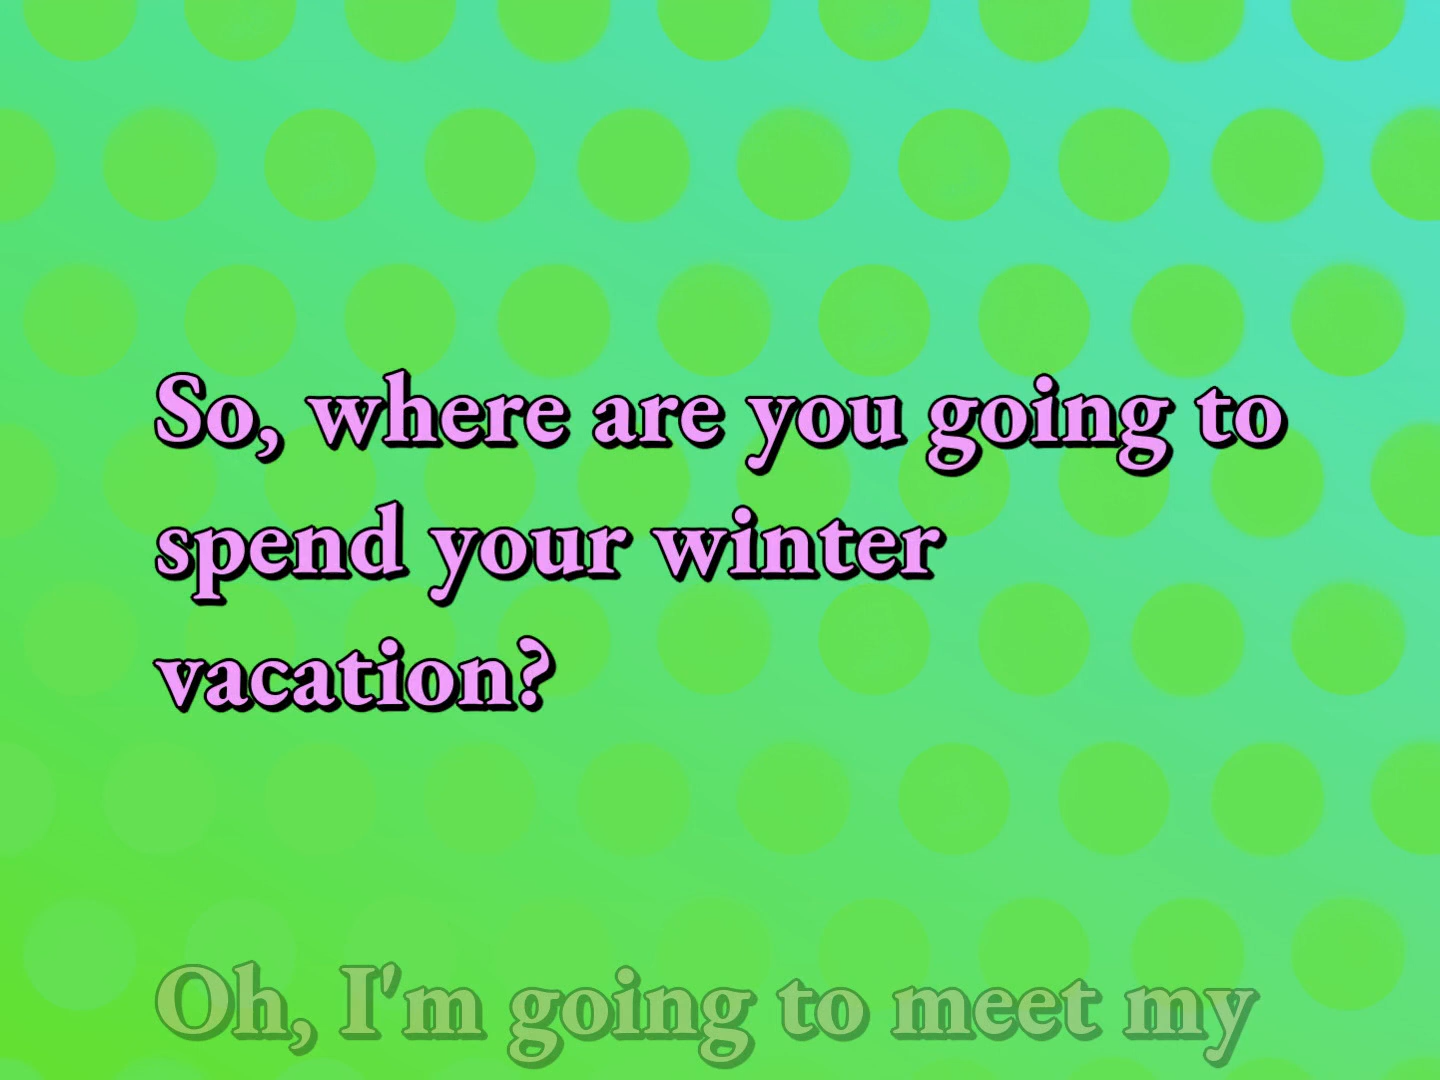 So, where are you going to
spend your winter
vacation?
Oh, I'm going to meet my